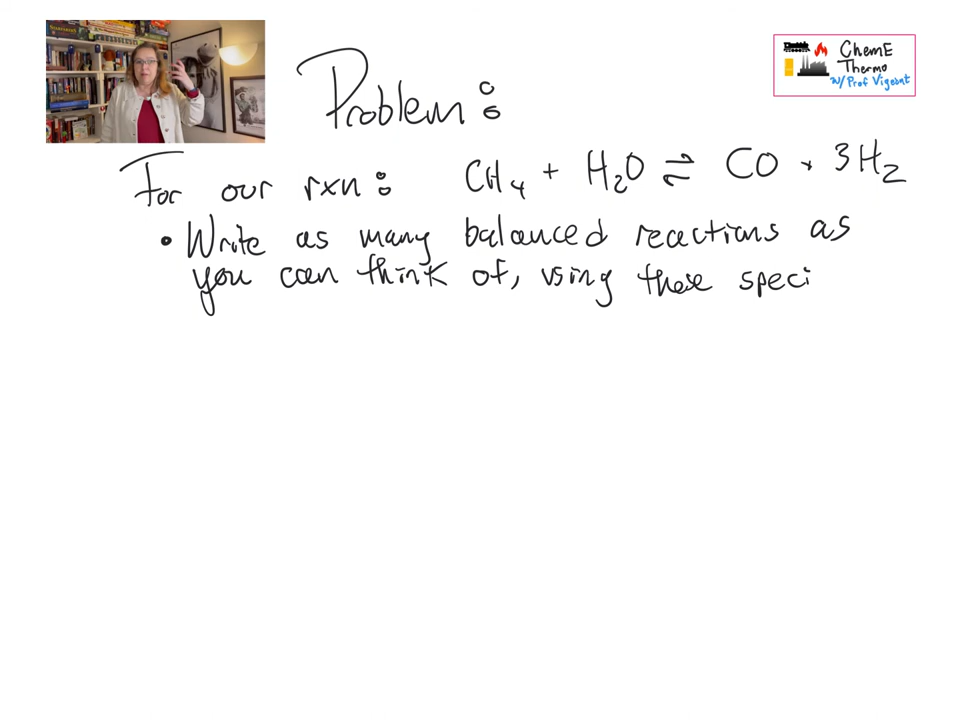 ChemE
Thermo
w/ Prof Vigeant
Problem:
For our rxn: CH4 + H2O ⇌ CO + 3H2
• Write as many balanced reactions as
you can think of, using these speci